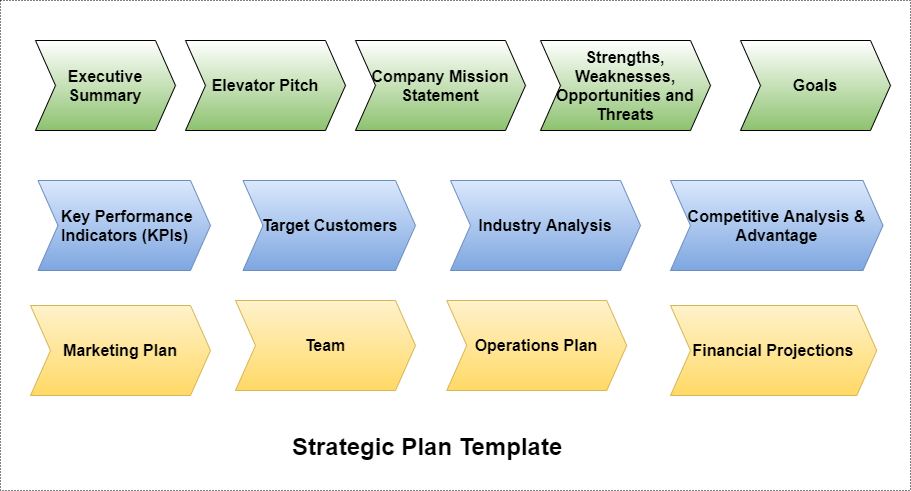 Executive
Summary
Elevator Pitch
Company Mission
Statement
Strengths,
Weaknesses,
Opportunities and
Threats
Goals
Key Performance
Indicators (KPIs)
Target Customers
Industry Analysis
Competitive Analysis &
Advantage
Marketing Plan
Team
Operations Plan
Financial Projections
Strategic Plan Template